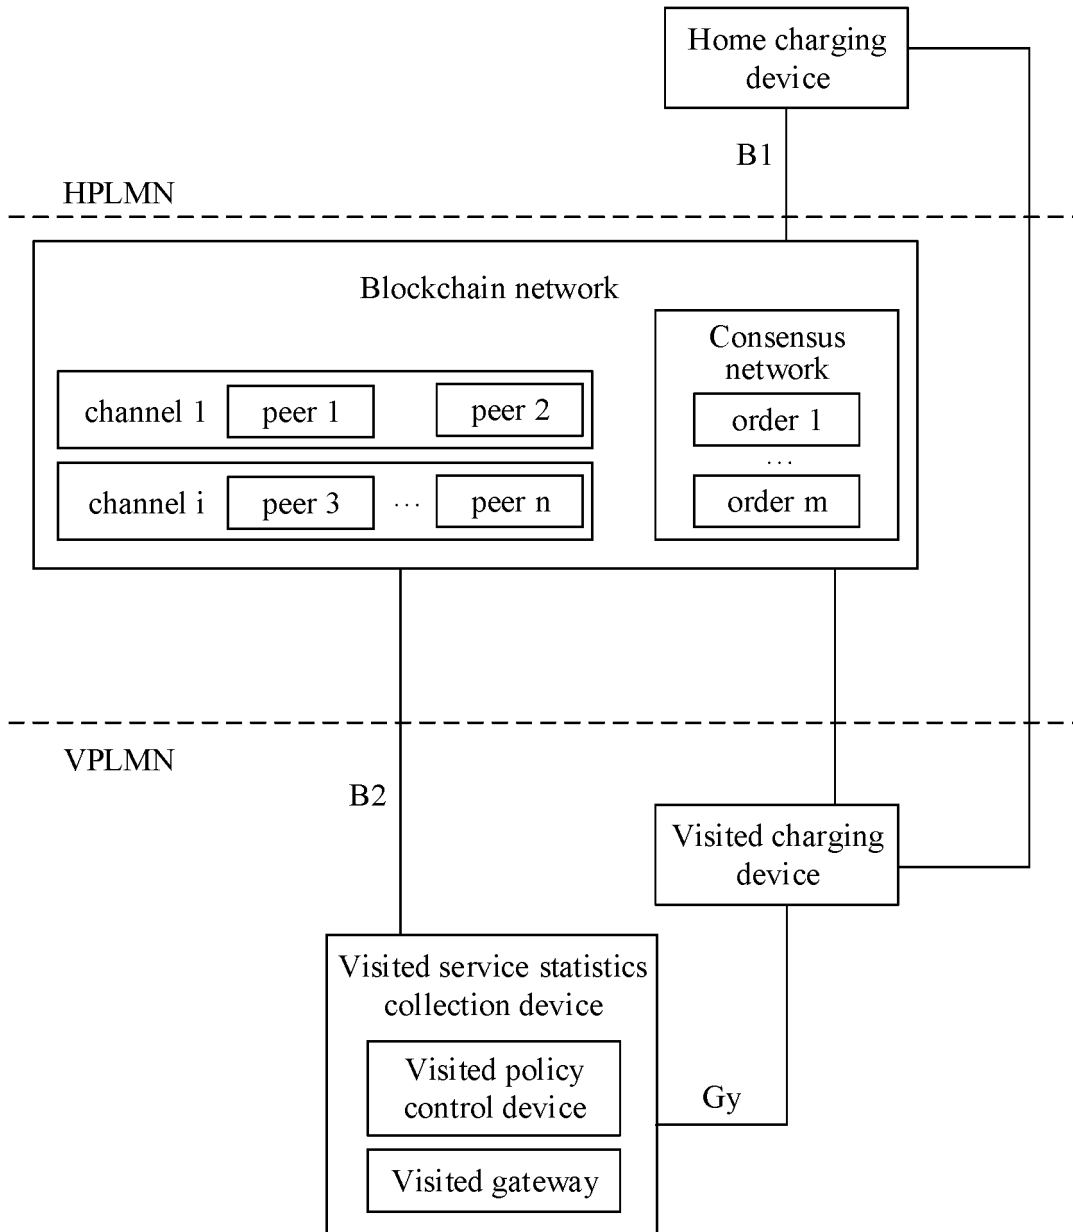 Home charging
device
B1
HPLMN
Blockchain network
Consensus
network
channel 1
peer 1
peer 2
order 1
...
channel i
peer 3
...
peer n
order m
VPLMN
B2
Visited charging
device
Visited service statistics
collection device
Visited policy
control device
Gy
Visited gateway